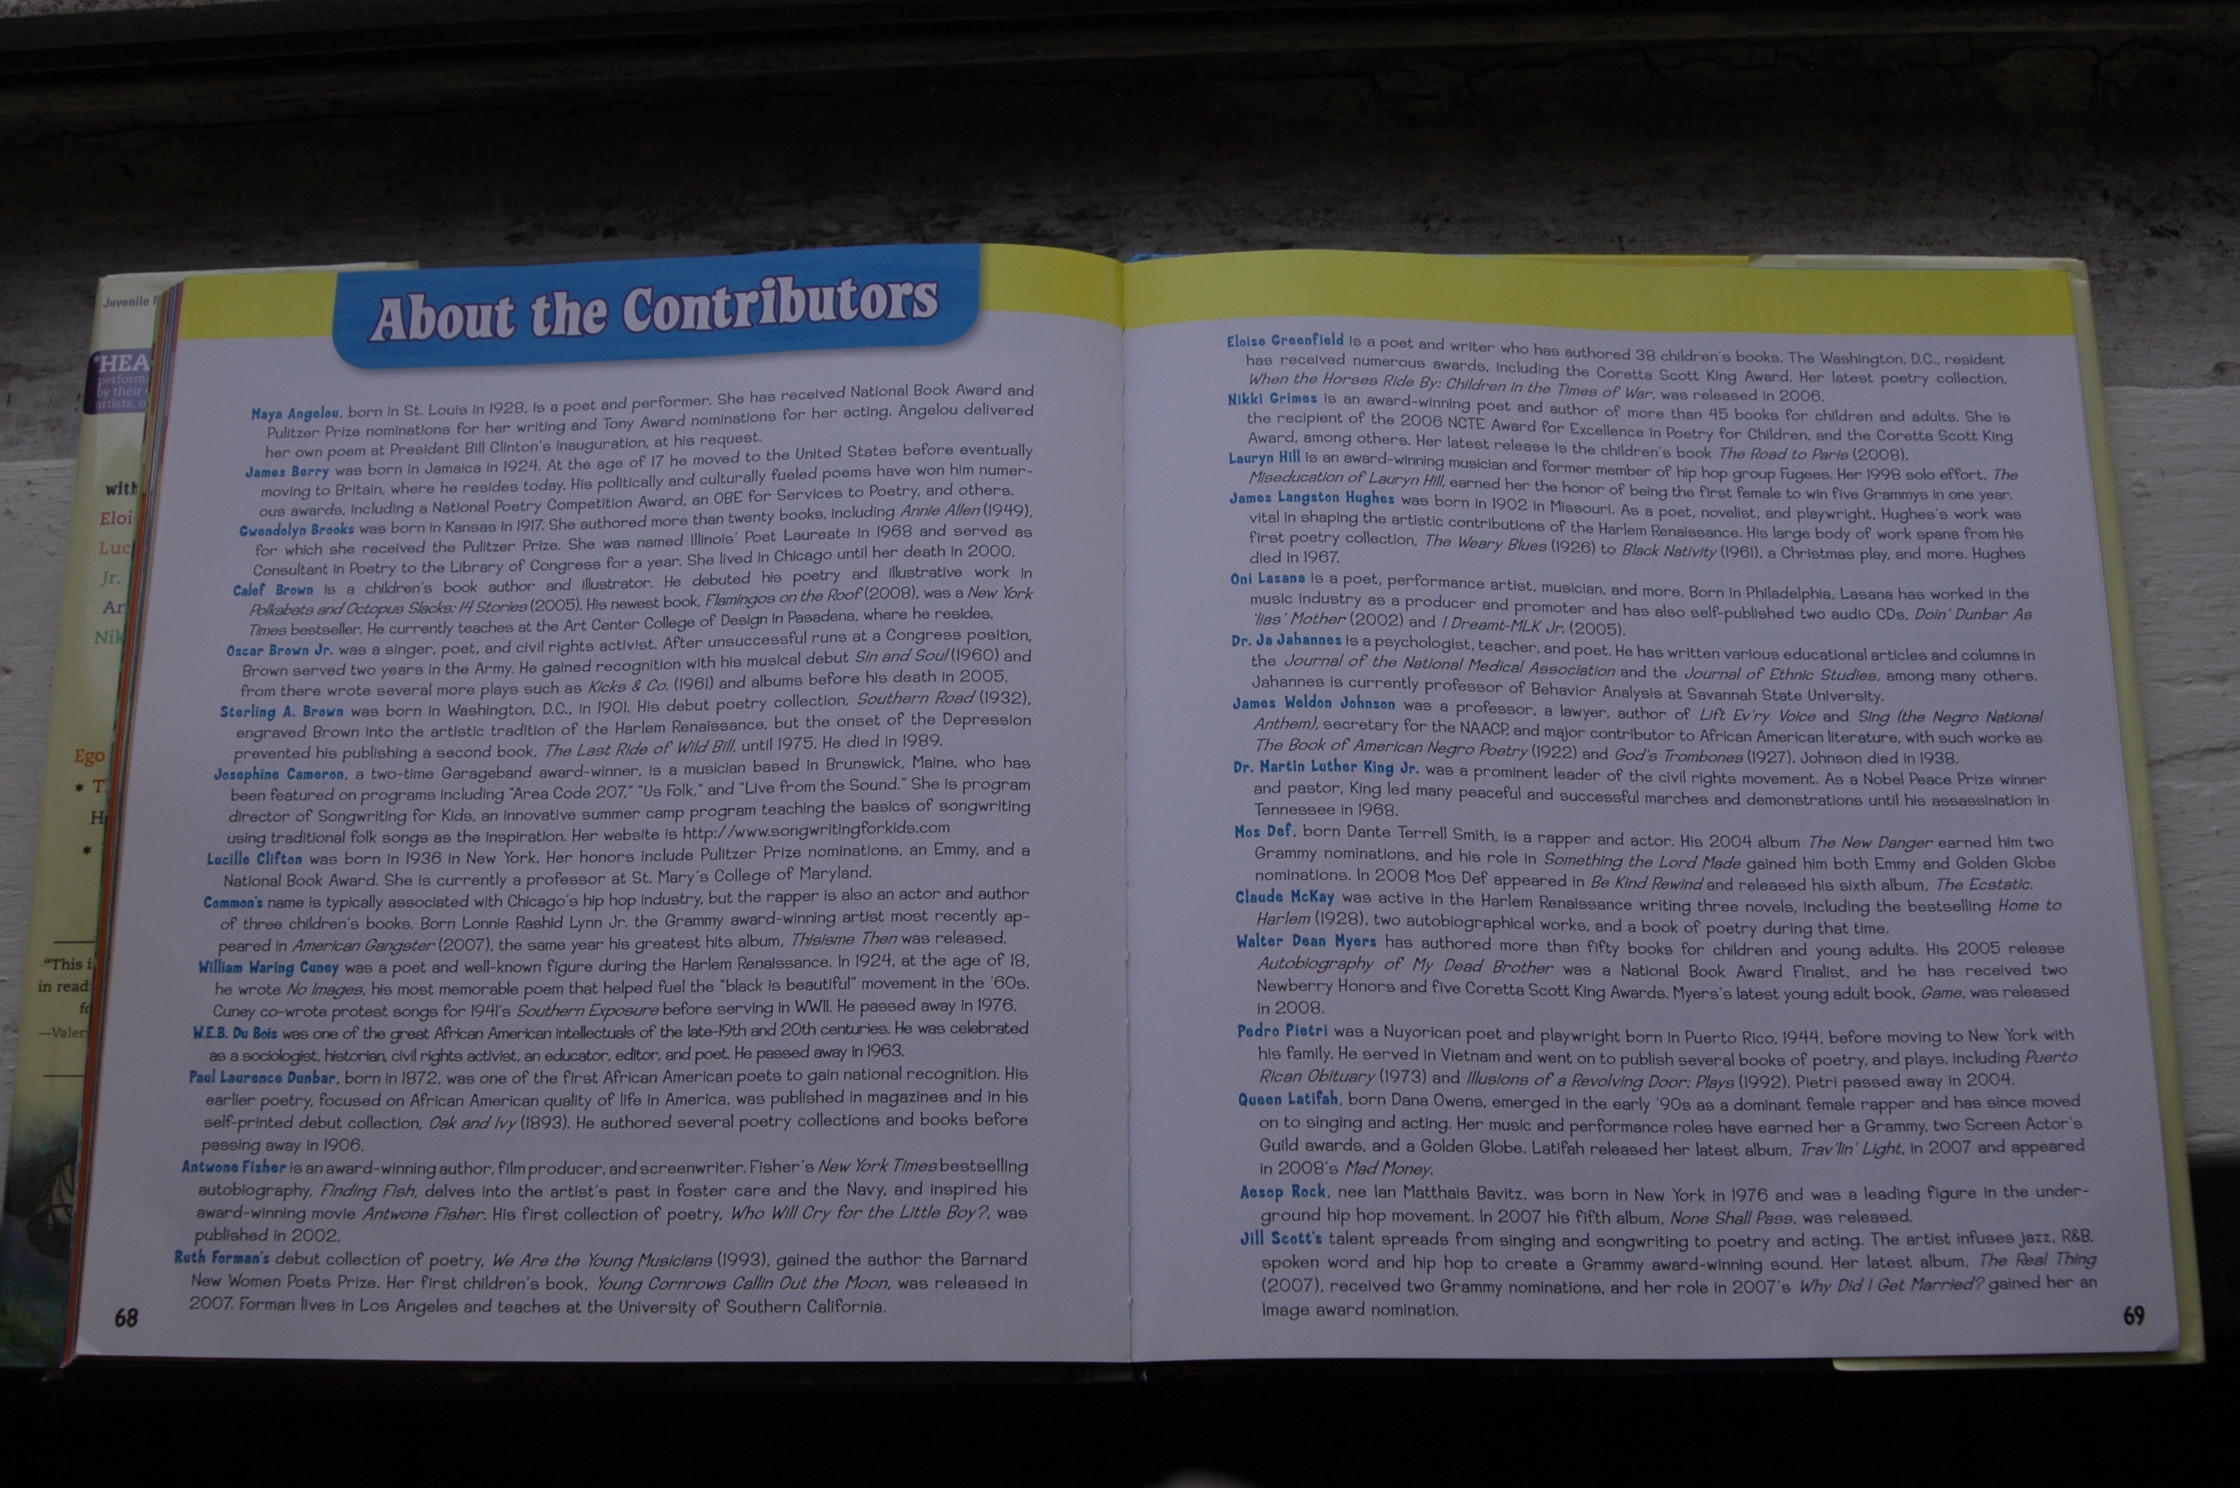 Juvenile F
"HEA
perform
by their
artists, o
with
Eloi
Luc
Jr.
Ar
Nik
Ego
* T
H
*
"This i
in read
fo
—Valer
About the Contributors
Maya Angelou, born in St. Louis in 1928, is a poet and performer. She has received National Book Award and
Pulitzer Prize nominations for her writing and Tony Award nominations for her acting. Angelou delivered
her own poem at President Bill Clinton's inauguration, at his request.
James Berry was born in Jamaica in 1924. At the age of 17 he moved to the United States before eventually
moving to Britain, where he resides today. His politically and culturally fueled poems have won him numer-
ous awards, including a National Poetry Competition Award, an OBE for Services to Poetry, and others.
Gwendolyn Brooks was born in Kansas in 1917. She authored more than twenty books, including Annie Allen (1949),
for which she received the Pulitzer Prize. She was named Illinois' Poet Laureate in 1968 and served as
Consultant in Poetry to the Library of Congress for a year. She lived in Chicago until her death in 2000.
Calef Brown is a children's book author and illustrator. He debuted his poetry and illustrative work in
Polkabats and Octopus Slacks: 14 Stories (2005). His newest book, Flamingos on the Roof (2008), was a New York
Times bestseller. He currently teaches at the Art Center College of Design in Pasadena, where he resides.
Oscar Brown Jr. was a singer, poet, and civil rights activist. After unsuccessful runs at a Congress position,
Brown served two years in the Army. He gained recognition with his musical debut Sin and Soul (1960) and
from there wrote several more plays such as Kicks & Co. (1961) and albums before his death in 2005.
Sterling A. Brown was born in Washington, D.C., in 1901. His debut poetry collection, Southern Road (1932),
engraved Brown into the artistic tradition of the Harlem Renaissance, but the onset of the Depression
prevented his publishing a second book, The Last Ride of Wild Bill, until 1975. He died in 1989.
Josephine Cameron, a two-time Garageband award-winner, is a musician based in Brunswick, Maine, who has
been featured on programs including "Area Code 207," "Us Folk," and "Live from the Sound." She is program
director of Songwriting for Kids, an innovative summer camp program teaching the basics of songwriting
using traditional folk songs as the inspiration. Her website is http://www.songwritingforkids.com
Lucille Clifton was born in 1936 in New York. Her honors include Pulitzer Prize nominations, an Emmy, and a
National Book Award. She is currently a professor at St. Mary's College of Maryland.
Common's name is typically associated with Chicago's hip hop industry, but the rapper is also an actor and author
of three children's books. Born Lonnie Rashid Lynn Jr. the Grammy award-winning artist most recently ap-
peared in American Gangster (2007), the same year his greatest hits album, Thisisme Then was released.
William Waring Cuney was a poet and well-known figure during the Harlem Renaissance. In 1924, at the age of 18,
he wrote No Images, his most memorable poem that helped fuel the "black is beautiful" movement in the '60s.
Cuney co-wrote protest songs for 1941's Southern Exposure before serving in WWII. He passed away in 1976.
W.E.B. Du Bois was one of the great African American intellectuals of the late-19th and 20th centuries. He was celebrated
as a sociologist, historian, civil rights activist, an educator, editor, and poet. He passed away in 1963.
Paul Laurence Dunbar, born in 1872, was one of the first African American poets to gain national recognition. His
earlier poetry, focused on African American quality of life in America, was published in magazines and in his
self-printed debut collection, Oak and Ivy (1893). He authored several poetry collections and books before
passing away in 1906.
Antwone Fisher is an award-winning author, film producer, and screenwriter. Fisher's New York Times bestselling
autobiography, Finding Fish, delves into the artist's past in foster care and the Navy, and inspired his
award-winning movie Antwone Fisher. His first collection of poetry, Who Will Cry for the Little Boy?, was
published in 2002.
Ruth Forman's debut collection of poetry, We Are the Young Musicians (1993), gained the author the Barnard
New Women Poets Prize. Her first children's book, Young Cornrows Callin Out the Moon, was released in
2007. Forman lives in Los Angeles and teaches at the University of Southern California.
68
Eloise Greenfield is a poet and writer who has authored 38 children's books. The Washington, D.C., resident
has received numerous awards, including the Coretta Scott King Award. Her latest poetry collection,
When the Horses Ride By: Children in the Times of War, was released in 2006.
Nikki Grimes is an award-winning poet and author of more than 45 books for children and adults. She is
the recipient of the 2006 NCTE Award for Excellence in Poetry for Children, and the Coretta Scott King
Award, among others. Her latest release is the children's book The Road to Paris (2008).
Lauryn Hill is an award-winning musician and former member of hip hop group Fugees. Her 1998 solo effort, The
Miseducation of Lauryn Hill, earned her the honor of being the first female to win five Grammys in one year.
James Langston Hughes was born in 1902 in Missouri. As a poet, novelist, and playwright, Hughes's work was
vital in shaping the artistic contributions of the Harlem Renaissance. His large body of work spans from his
first poetry collection, The Weary Blues (1926) to Black Nativity (1961), a Christmas play, and more. Hughes
died in 1967.
Oni Lasana is a poet, performance artist, musician, and more. Born in Philadelphia, Lasana has worked in the
music industry as a producer and promoter and has also self-published two audio CDs, Doin' Dunbar As
'lias' Mother (2002) and I Dreamt-MLK Jr. (2005).
Dr. Ja Jahannes is a psychologist, teacher, and poet. He has written various educational articles and columns in
the Journal of the National Medical Association and the Journal of Ethnic Studies, among many others.
Jahannes is currently professor of Behavior Analysis at Savannah State University.
James Weldon Johnson was a professor, a lawyer, author of Lift Ev'ry Voice and Sing (the Negro National
Anthem), secretary for the NAACP, and major contributor to African American literature, with such works as
The Book of American Negro Poetry (1922) and God's Trombones (1927). Johnson died in 1938.
Dr. Martin Luther King Jr. was a prominent leader of the civil rights movement. As a Nobel Peace Prize winner
and pastor, King led many peaceful and successful marches and demonstrations until his assassination in
Tennessee in 1968.
Mos Def, born Dante Terrell Smith, is a rapper and actor. His 2004 album The New Danger earned him two
Grammy nominations, and his role in Something the Lord Made gained him both Emmy and Golden Globe
nominations. In 2008 Mos Def appeared in Be Kind Rewind and released his sixth album, The Ecstatic.
Claude McKay was active in the Harlem Renaissance writing three novels, including the bestselling Home to
Harlem (1928), two autobiographical works, and a book of poetry during that time.
Walter Dean Myers has authored more than fifty books for children and young adults. His 2005 release
Autobiography of My Dead Brother was a National Book Award Finalist, and he has received two
Newberry Honors and five Coretta Scott King Awards. Myers's latest young adult book, Game, was released
in 2008.
Pedro Pietri was a Nuyorican poet and playwright born in Puerto Rico, 1944, before moving to New York with
his family. He served in Vietnam and went on to publish several books of poetry, and plays, including Puerto
Rican Obituary (1973) and Illusions of a Revolving Door: Plays (1992). Pietri passed away in 2004.
Queen Latifah, born Dana Owens, emerged in the early '90s as a dominant female rapper and has since moved
on to singing and acting. Her music and performance roles have earned her a Grammy, two Screen Actor's
Guild awards, and a Golden Globe. Latifah released her latest album, Trav'lin' Light, in 2007 and appeared
in 2008's Mad Money.
Aesop Rock, nee Ian Matthais Bavitz, was born in New York in 1976 and was a leading figure in the under-
ground hip hop movement. In 2007 his fifth album, None Shall Pass, was released.
Jill Scott's talent spreads from singing and songwriting to poetry and acting. The artist infuses jazz, R&B,
spoken word and hip hop to create a Grammy award-winning sound. Her latest album, The Real Thing
(2007), received two Grammy nominations, and her role in 2007's Why Did I Get Married? gained her an
Image award nomination.
69